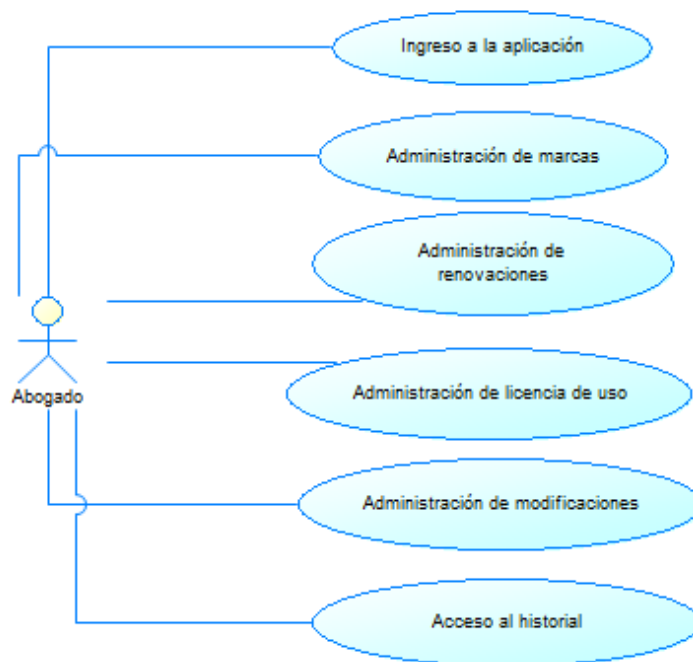 Ingreso a la aplicación
Administración de marcas
Administración de
renovaciones
Abogado
Administración de licencia de uso
Administración de modificaciones
Acceso al historial